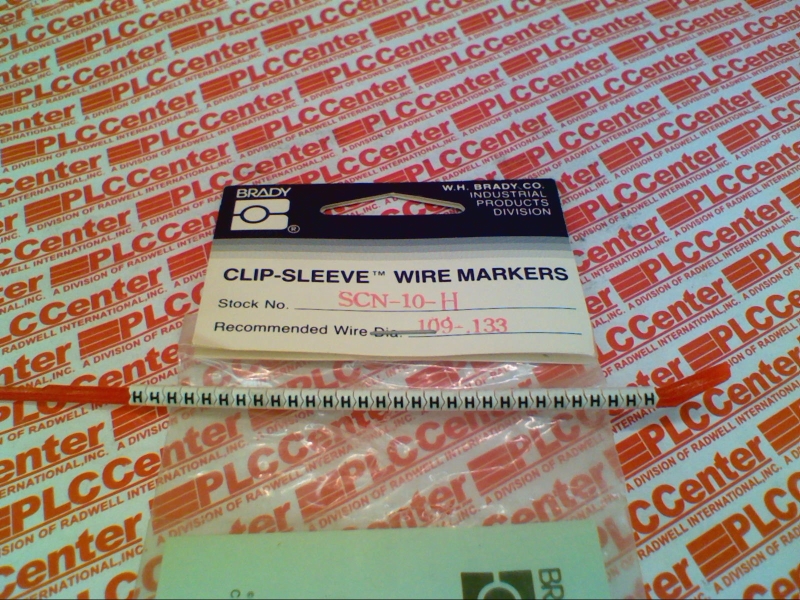 BRADY
®
W.H. BRADY CO.
INDUSTRIAL
PRODUCTS
DIVISION
CLIP-SLEEVE™ WIRE MARKERS
Stock No. SCN-10-H
Recommended Wire Dia. .109-.133
H H H H H H H H H H H H H H H H H H H H H H H H H H H H H H
PLCCenter
A DIVISION OF RADWELL INTERNATIONAL, INC.